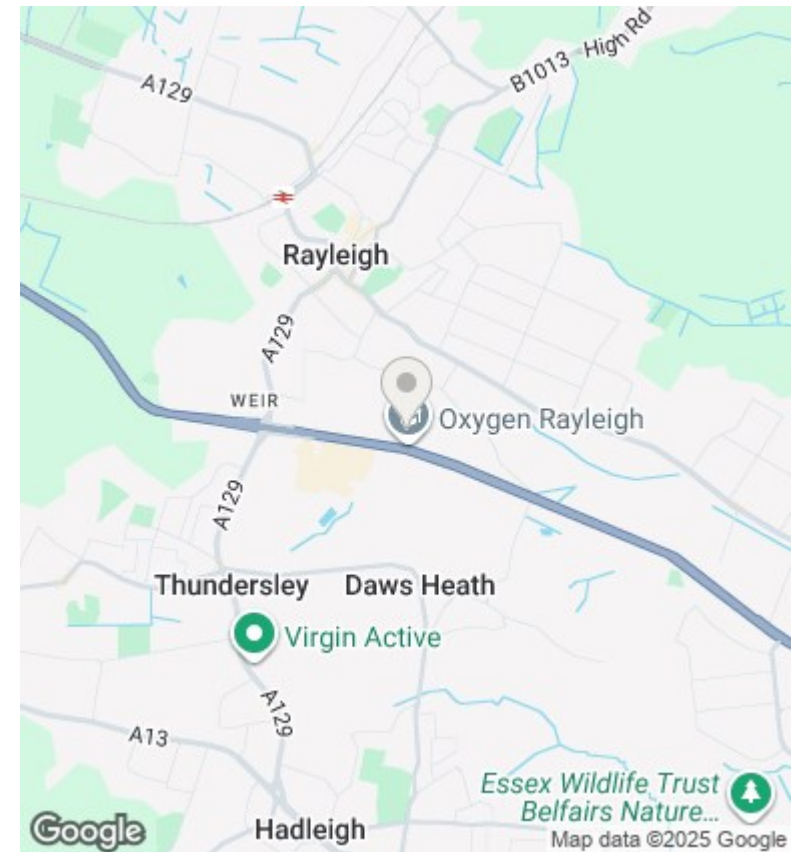 B1013
High Rd
A129
Rayleigh
A129
WEIR
Oxygen Rayleigh
A129
Thundersley
Daws Heath
Virgin Active
A129
A13
Essex Wildlife Trust
Belfairs Nature...
Hadleigh
Google
Map data ©2025 Google